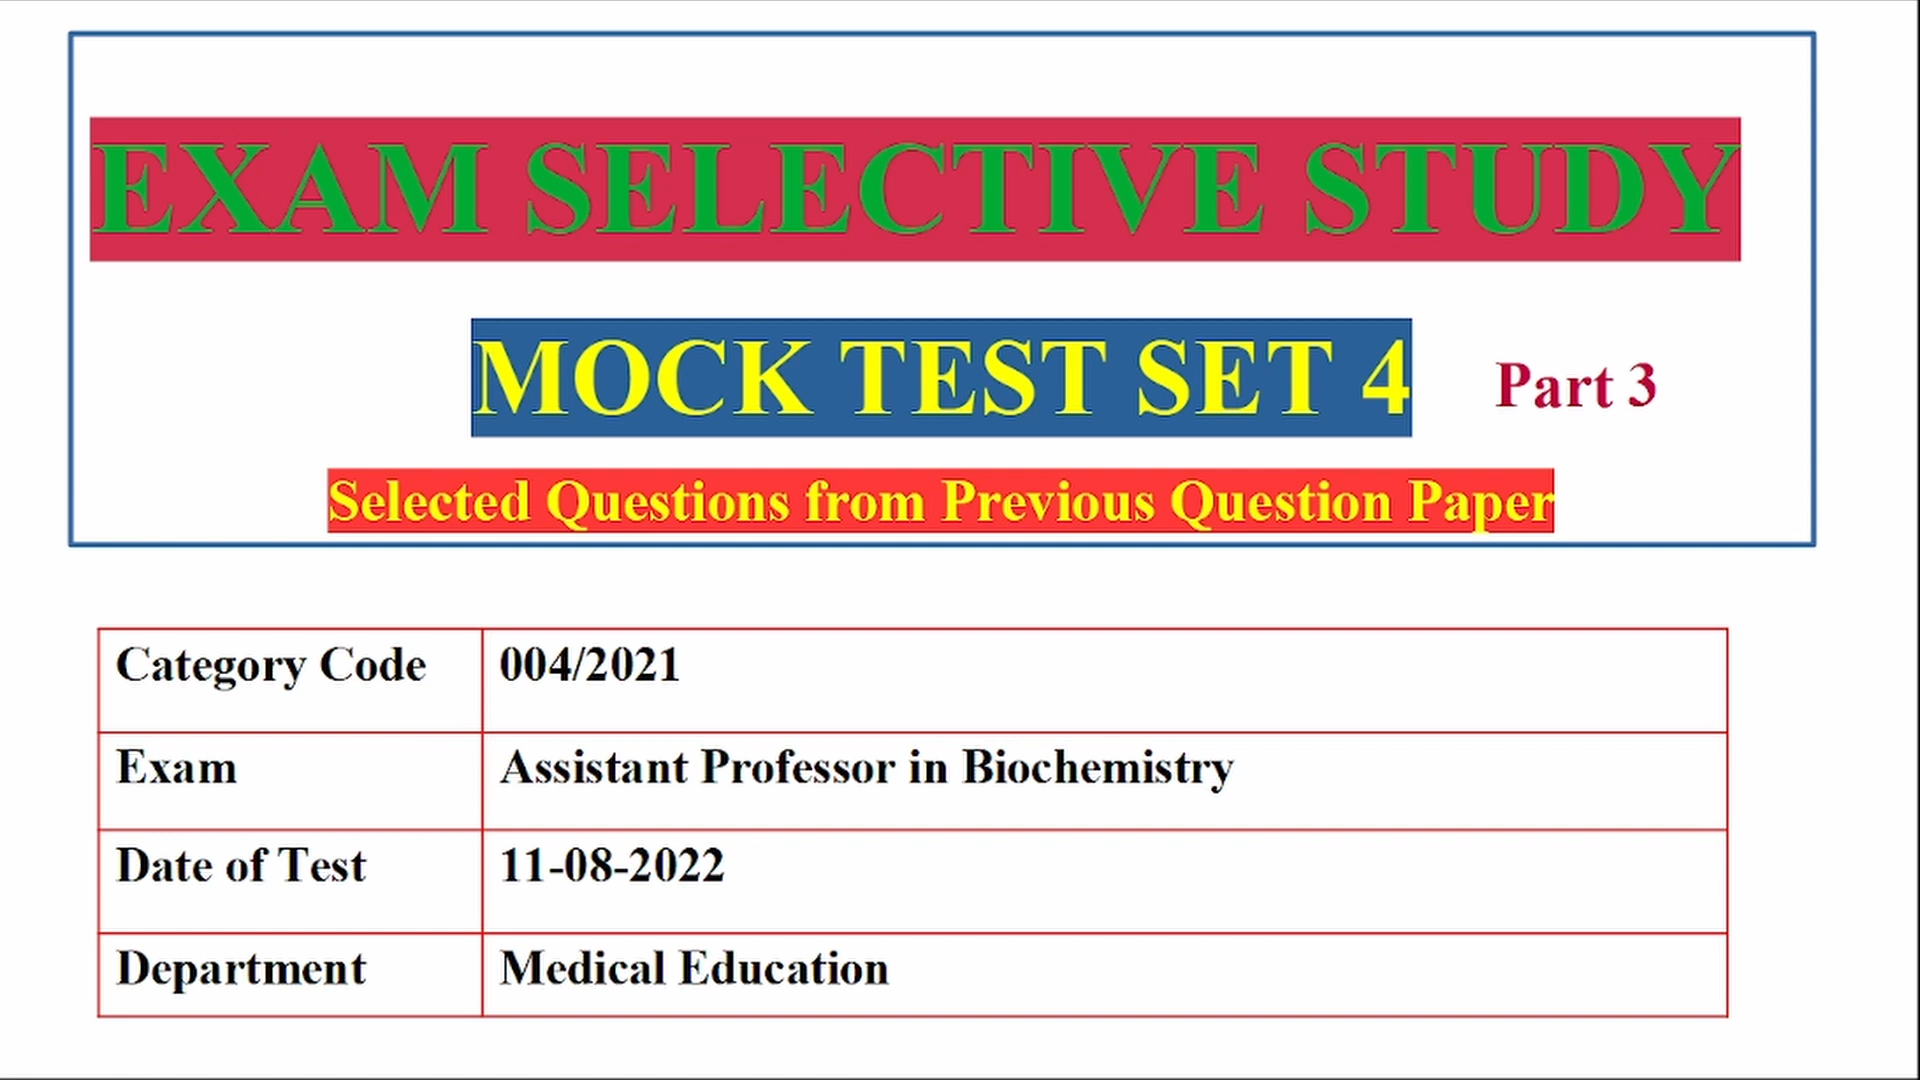 EXAM SELECTIVE STUDY
MOCK TEST SET 4 Part 3
Selected Questions from Previous Question Paper
Category Code 004/2021
Exam Assistant Professor in Biochemistry
Date of Test 11-08-2022
Department Medical Education